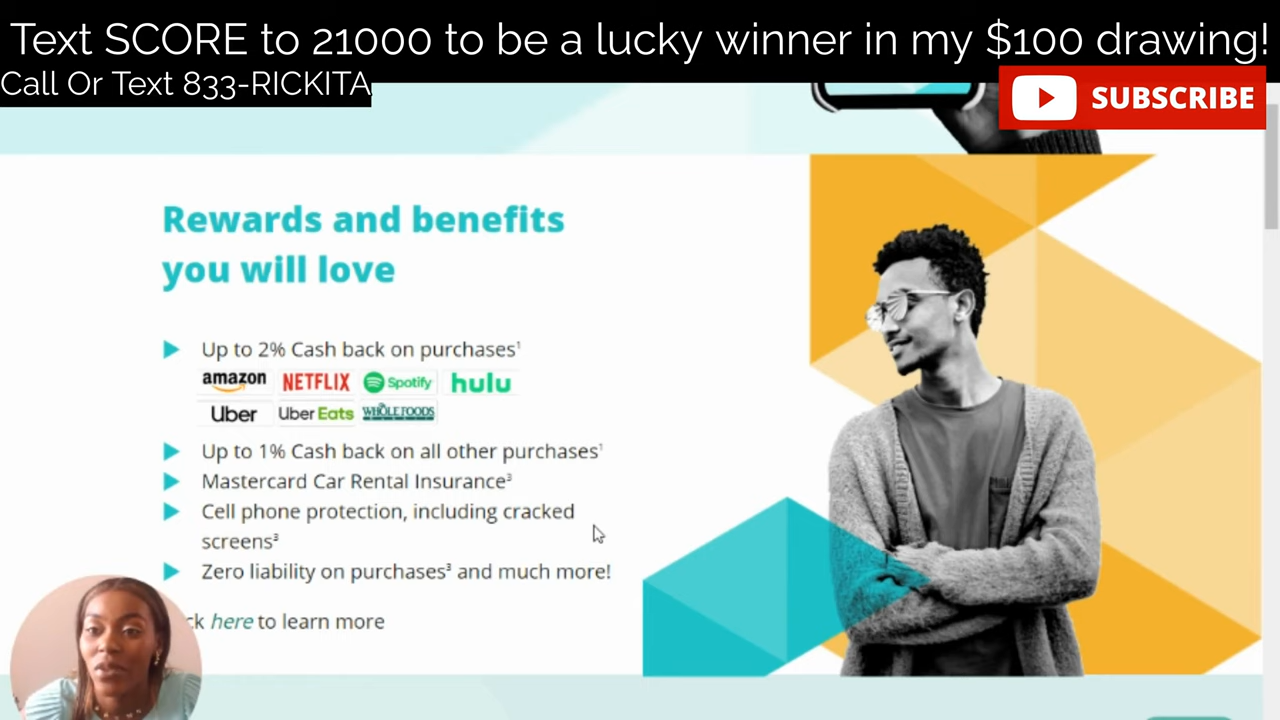 Text SCORE to 21000 to be a lucky winner in my $100 drawing!
Call Or Text 833-RICKITA
SUBSCRIBE
Rewards and benefits
you will love
Up to 2% Cash back on purchases¹
amazon NETFLIX Spotify hulu
Uber Uber Eats WHOLE FOODS
Up to 1% Cash back on all other purchases¹
Mastercard Car Rental Insurance³
Cell phone protection, including cracked
screens³
Zero liability on purchases³ and much more!
ck here to learn more